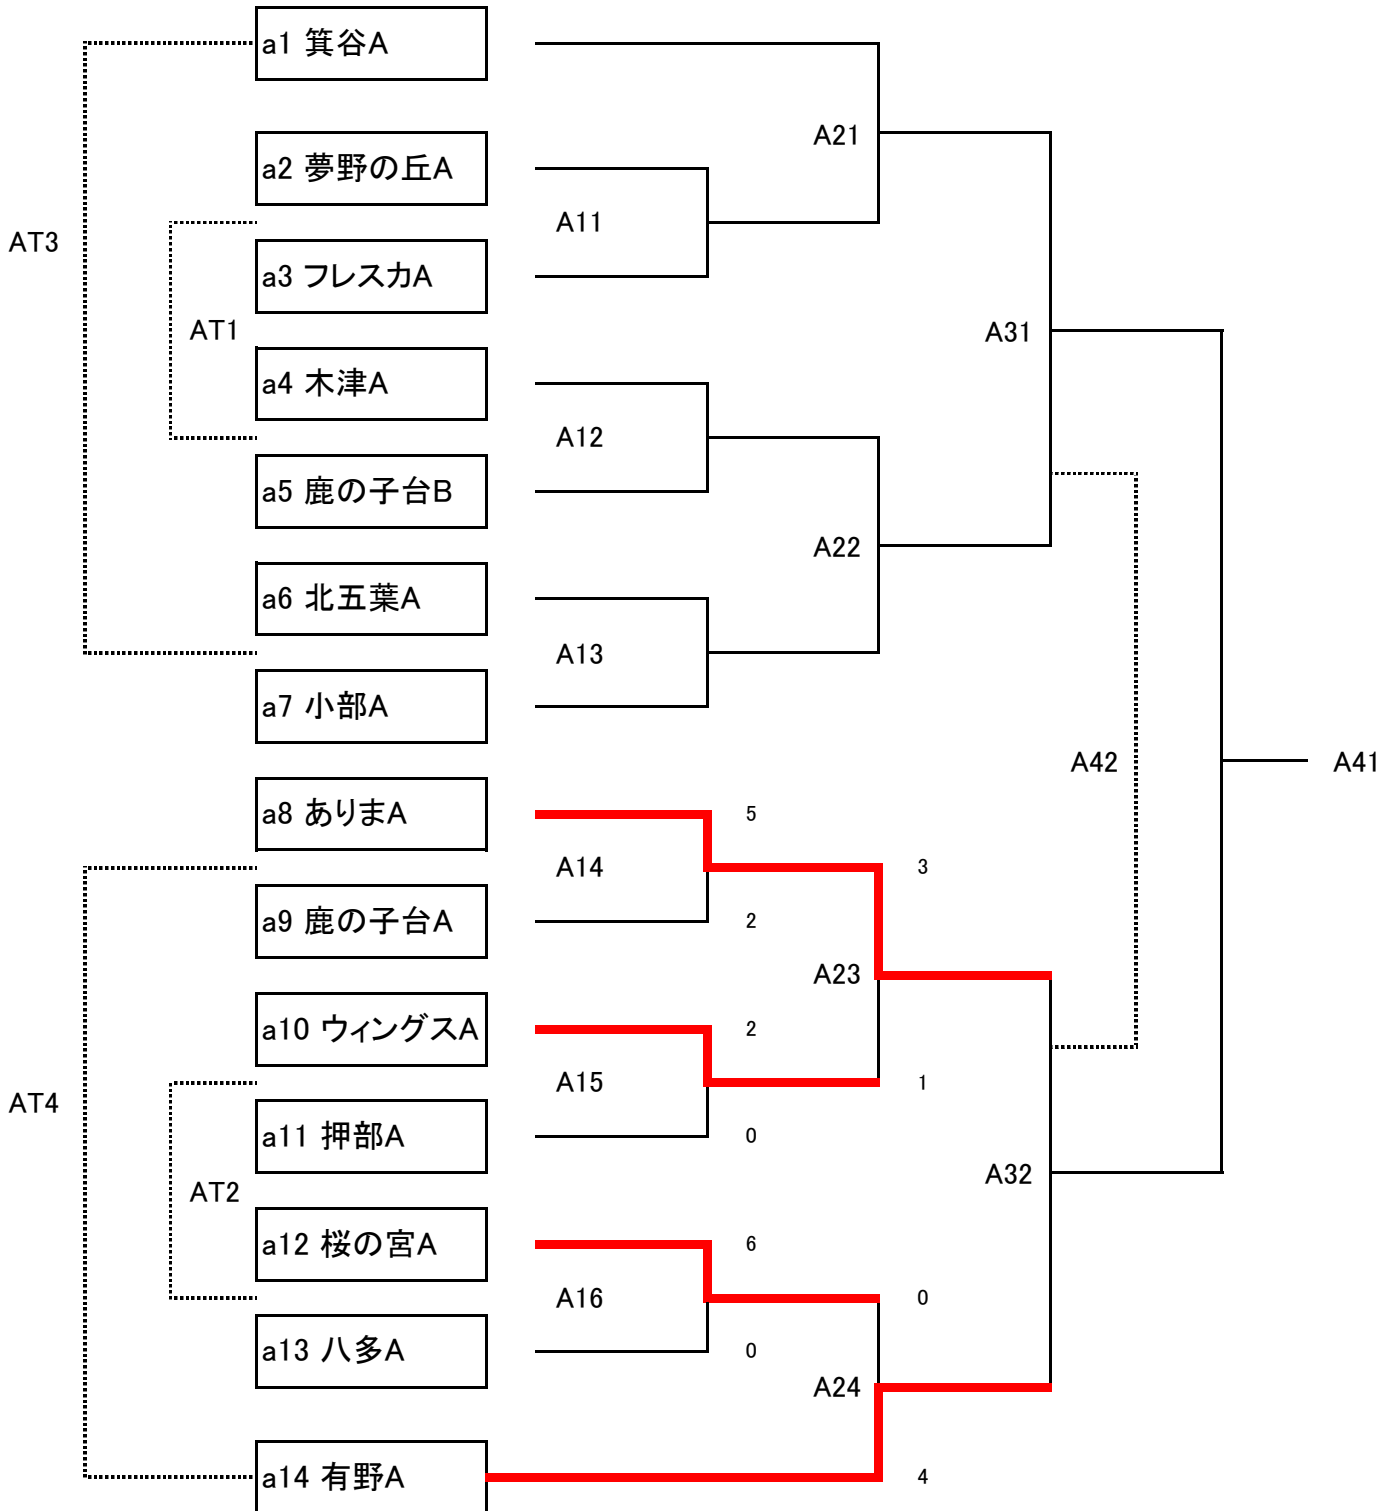 a1 箕谷A
A21
a2 夢野の丘A
A11
AT3
a3 フレスカA
AT1
A31
a4 木津A
A12
a5 鹿の子台B
A22
a6 北五葉A
A13
a7 小部A
A42
A41
a8 ありまA
5
A14
3
a9 鹿の子台A
2
A23
a10 ウィングスA
2
A15
1
AT4
a11 押部A
0
A32
AT2
a12 桜の宮A
6
A16
0
a13 八多A
0
A24
a14 有野A
4